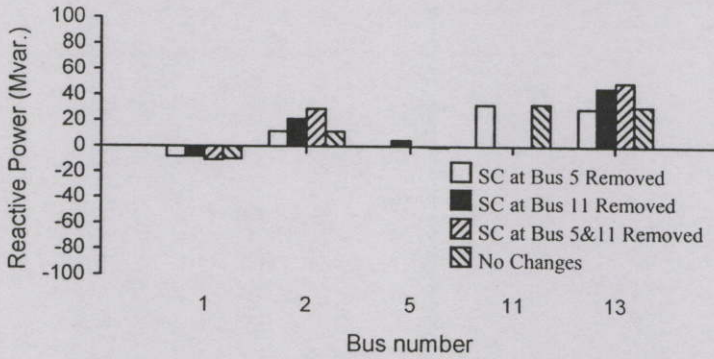 Reactive Power (Mvar.)
100
80
60
40
20
0
-20
-40
-60
-80
-100
SC at Bus 5 Removed
SC at Bus 11 Removed
SC at Bus 5&11 Removed
No Changes
1 2 5 11 13
Bus number